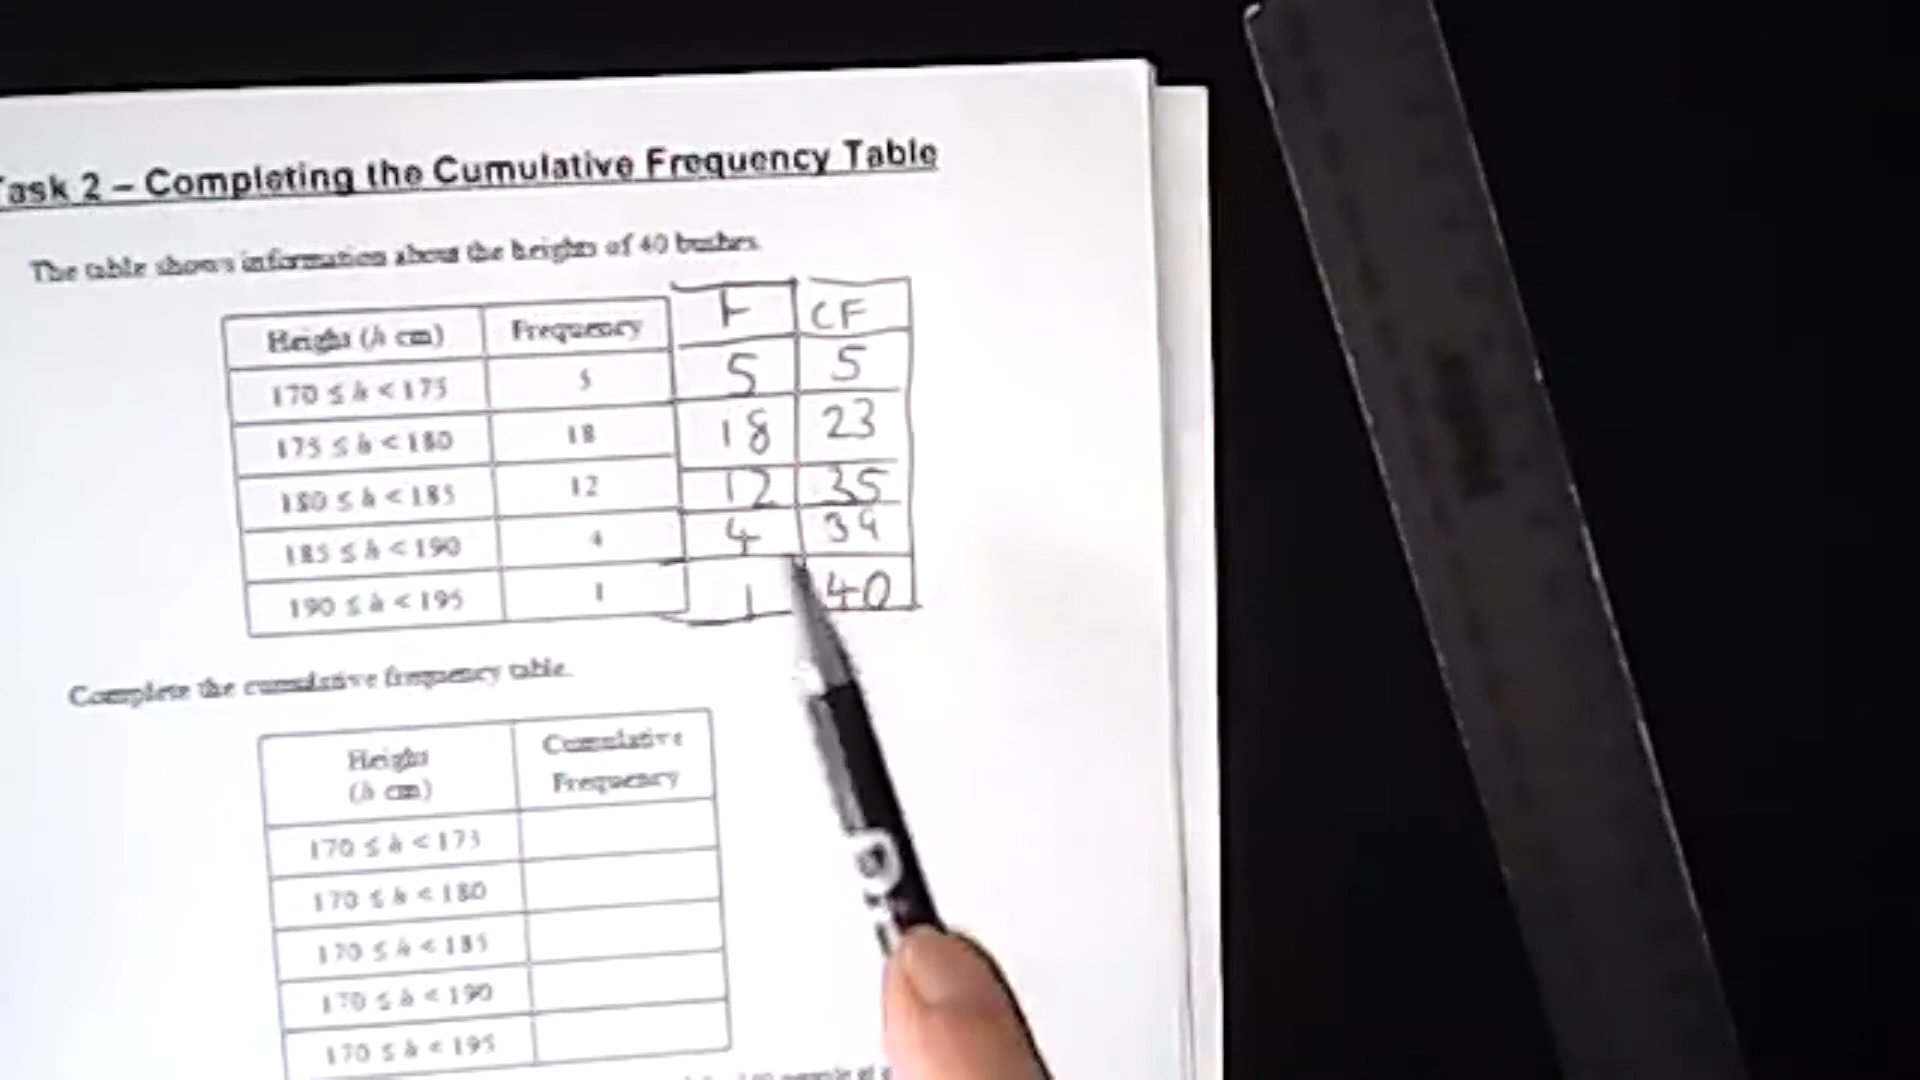 Task 2 – Completing the Cumulative Frequency Table
The table shows information about the heights of 40 bushes.
Height (h cm) Frequency F CF
170 ≤ h < 175 5 5 5
175 ≤ h < 180 18 18 23
180 ≤ h < 185 12 12 35
185 ≤ h < 190 4 4 39
190 ≤ h < 195 1 1 40
Complete the cumulative frequency table.
Height Cumulative
(h cm) Frequency
170 ≤ h < 175
170 ≤ h < 180
170 ≤ h < 185
170 ≤ h < 190
170 ≤ h < 195